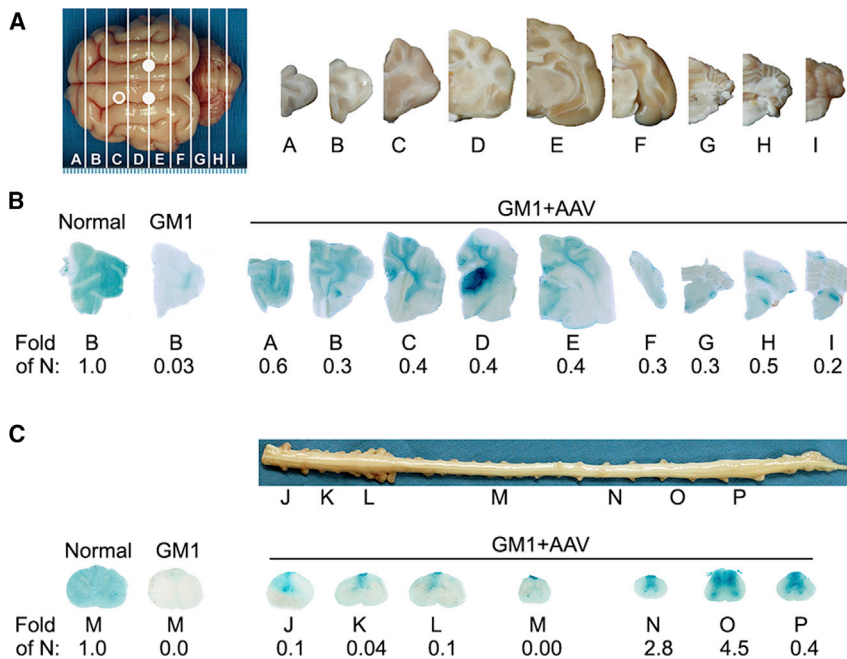 A
A B C D E F G H I
A B C D E F G H I
B
Normal GM1 GM1+AAV
Fold B B A B C D E F G H I
of N: 1.0 0.03 0.6 0.3 0.4 0.4 0.4 0.3 0.3 0.5 0.2
C
J K L M N O P
Normal GM1 GM1+AAV
Fold M M J K L M N O P
of N: 1.0 0.0 0.1 0.04 0.1 0.00 2.8 4.5 0.4